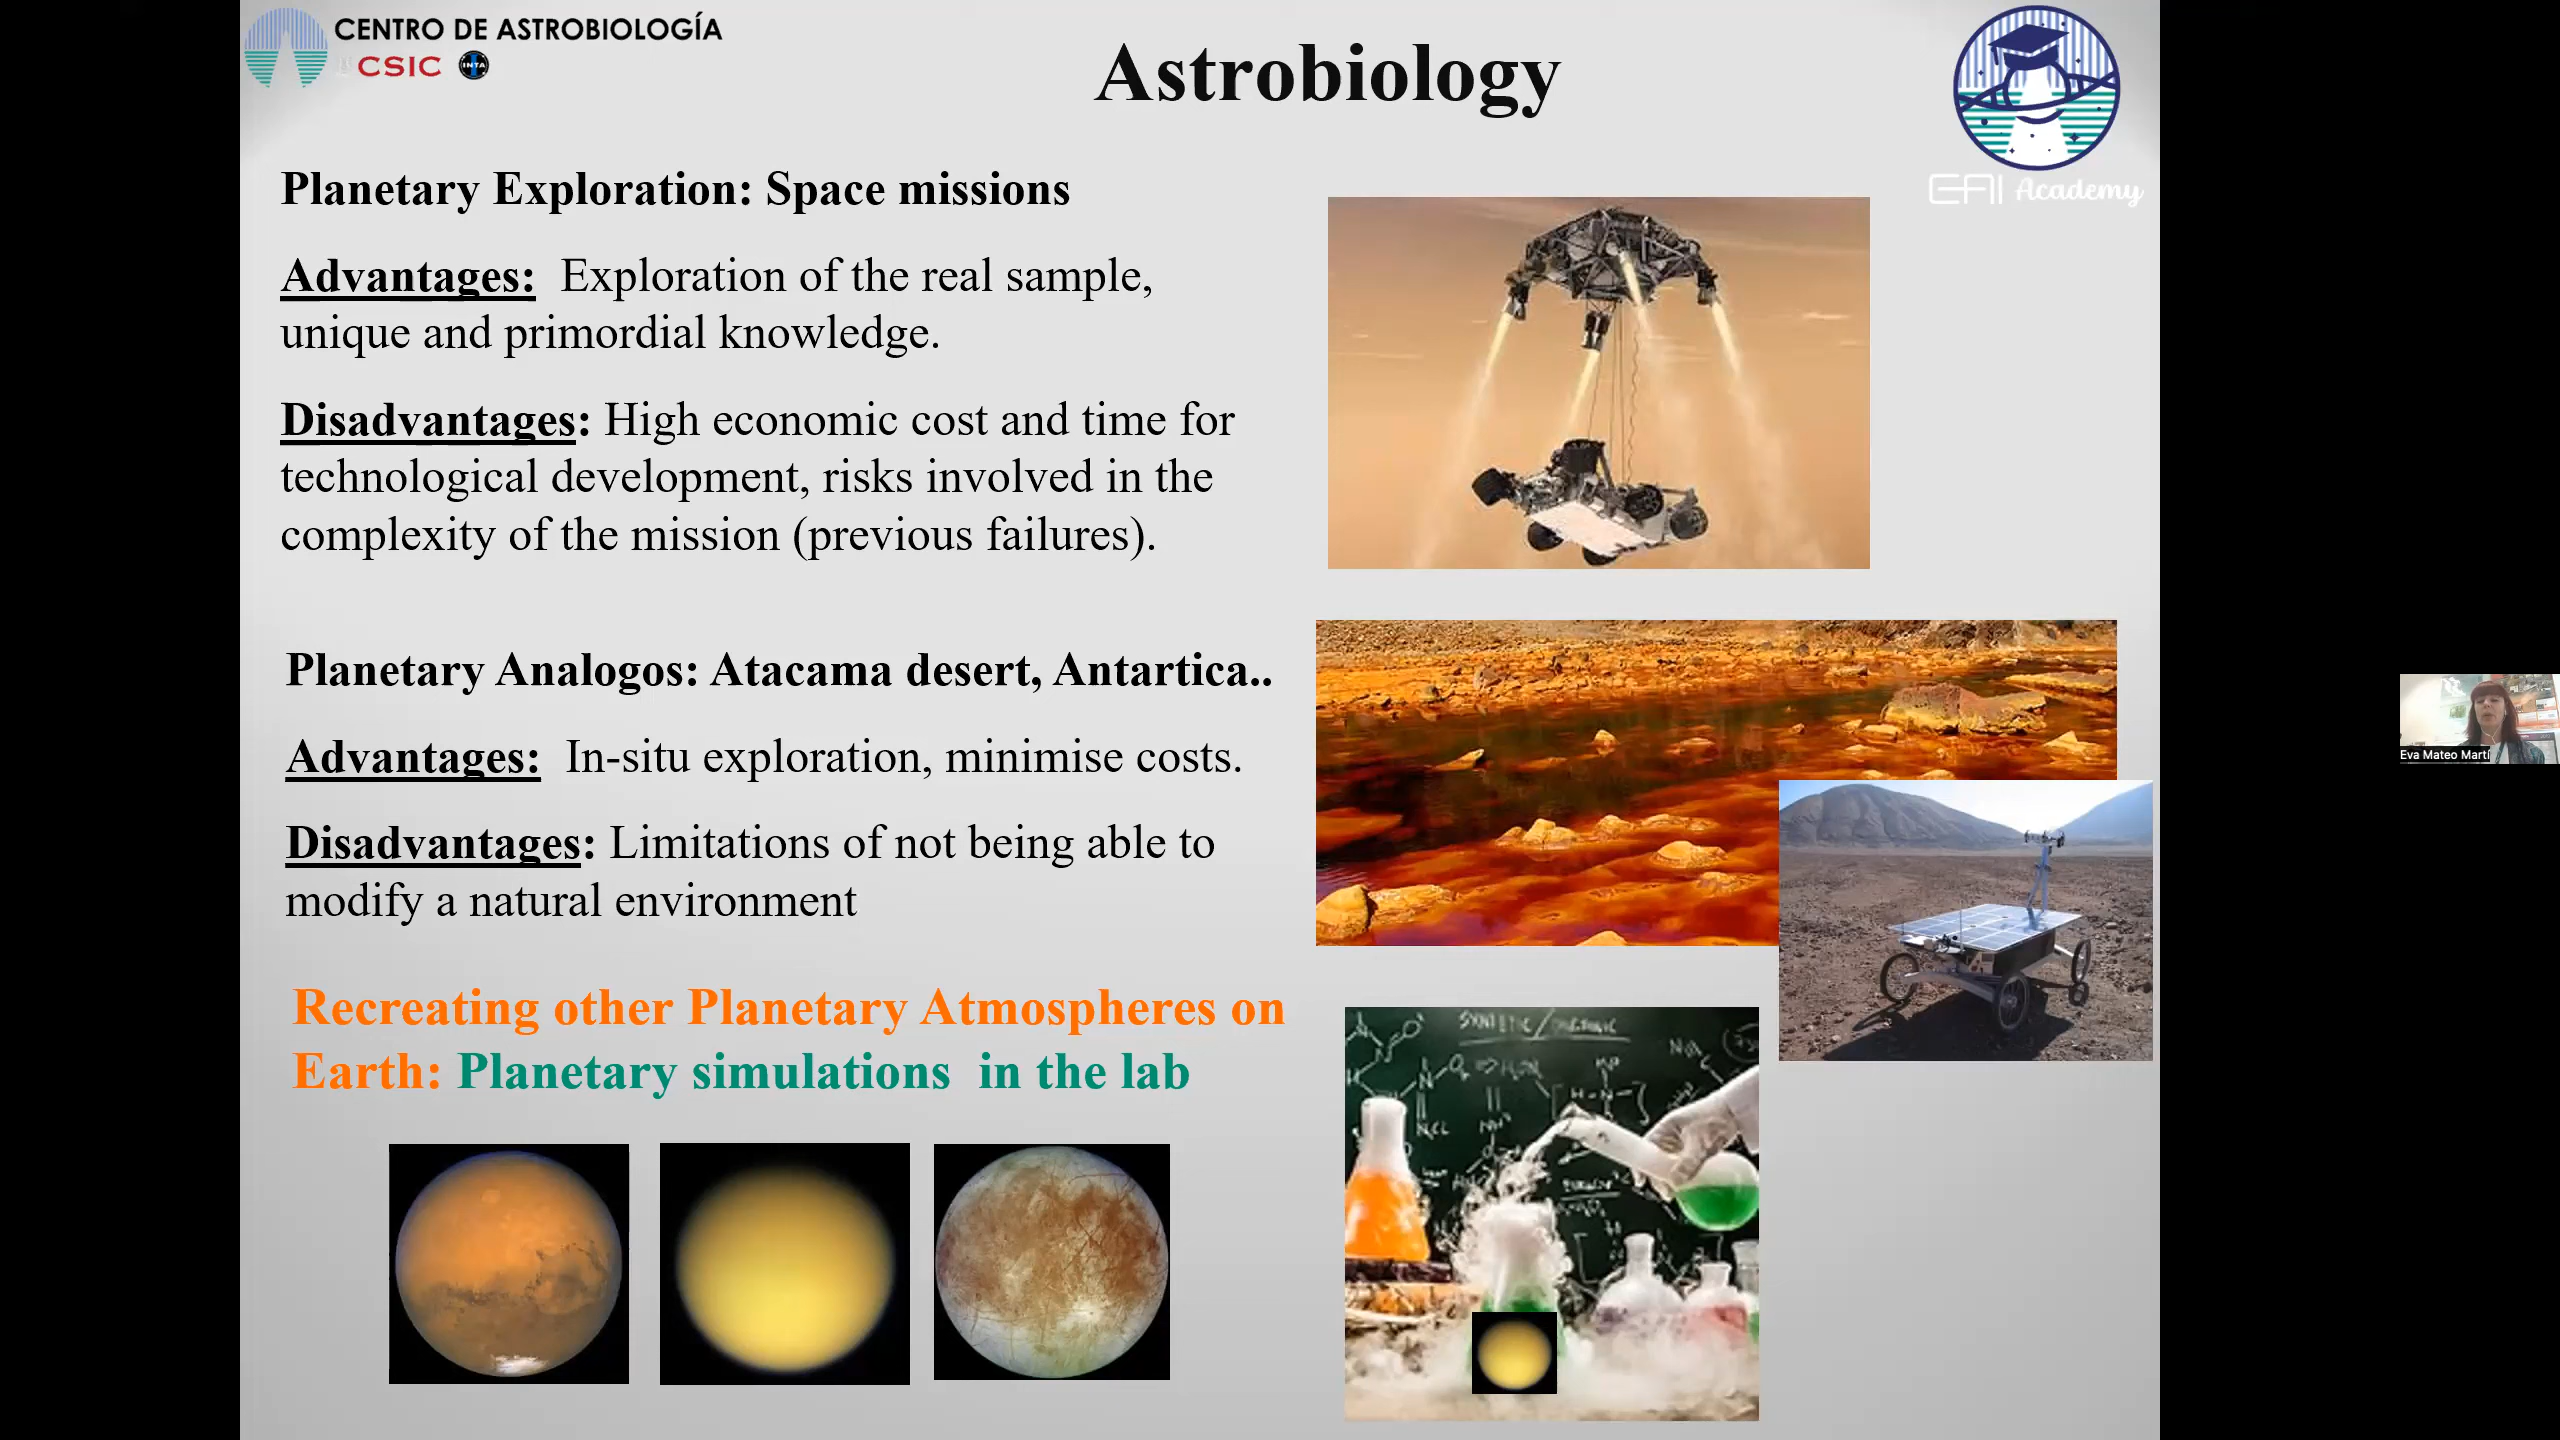 CENTRO DE ASTROBIOLOGÍA
CSIC INTA
Astrobiology
EAI Academy
Planetary Exploration: Space missions
Advantages: Exploration of the real sample,
unique and primordial knowledge.
Disadvantages: High economic cost and time for
technological development, risks involved in the
complexity of the mission (previous failures).
Planetary Analogos: Atacama desert, Antartica..
Advantages: In-situ exploration, minimise costs.
Disadvantages: Limitations of not being able to
modify a natural environment
Recreating other Planetary Atmospheres on
Earth: Planetary simulations in the lab
Eva Mateo Martí